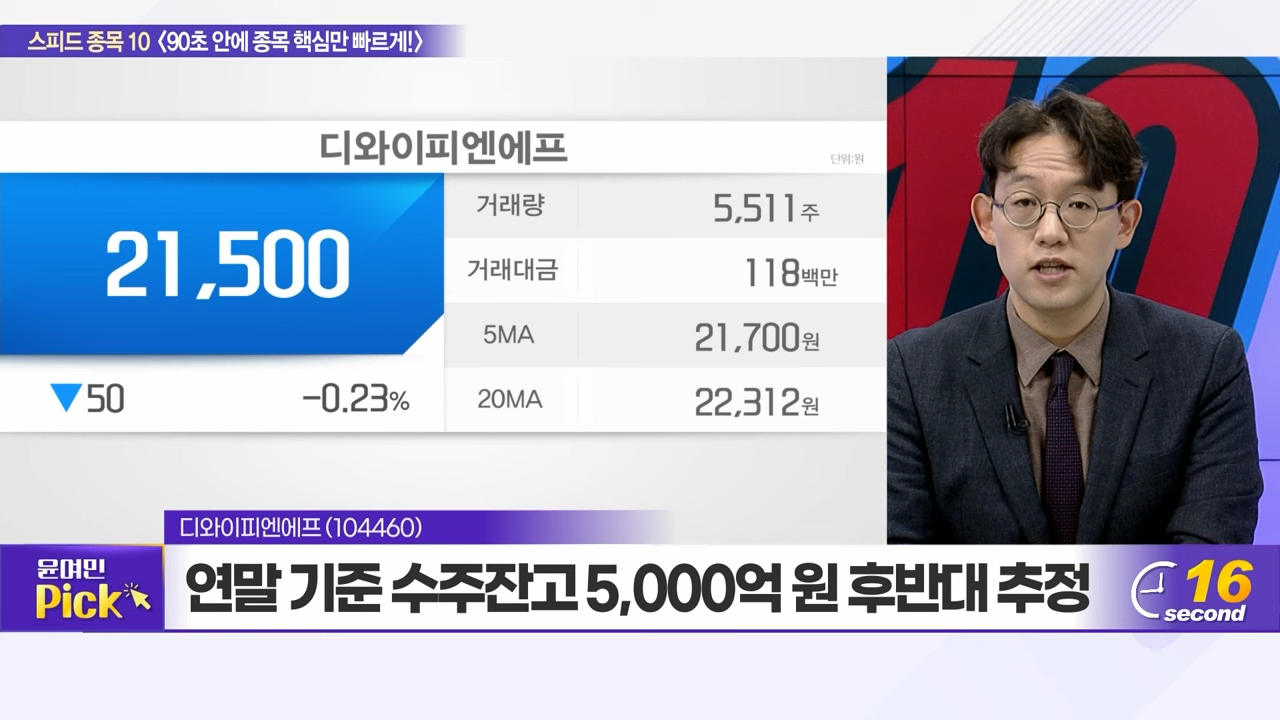 스피드 종목 10 〈90초 안에 종목 핵심만 빠르게!〉
디와이피엔에프
단위:원
21,500
▼50 -0.23%
거래량 5,511주
거래대금 118백만
5MA 21,700원
20MA 22,312원
10
디와이피엔에프 (104460)
윤여민
Pick
연말 기준 수주잔고 5,000억 원 후반대 추정
16
second